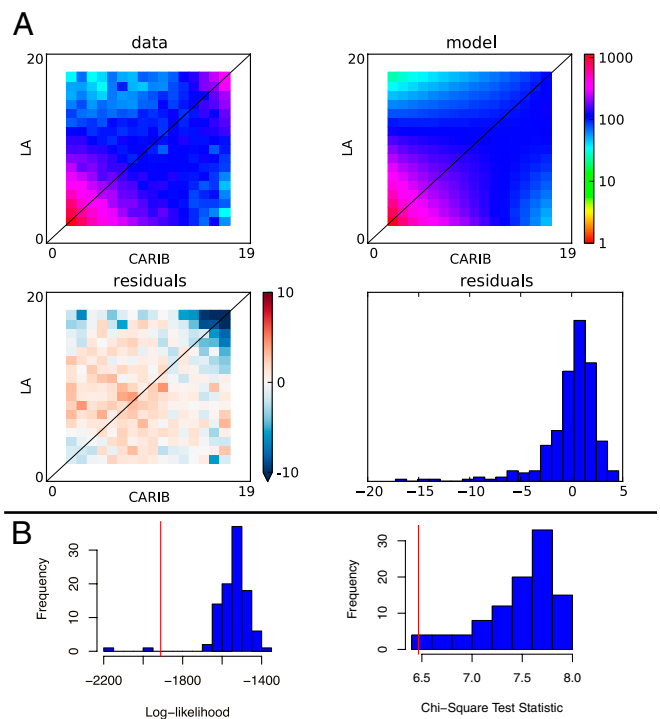 A
data
20
LA
0
0
CARIB
19
model
20
LA
0
0
CARIB
19
1000
100
10
1
residuals
20
LA
0
0
CARIB
19
10
0
-10
residuals
−20
−15
−10
−5
0
5
B
Frequency
30
20
10
0
−2200
−1800
−1400
Log−likelihood
Frequency
30
20
10
0
6.5
7.0
7.5
8.0
Chi-Square Test Statistic